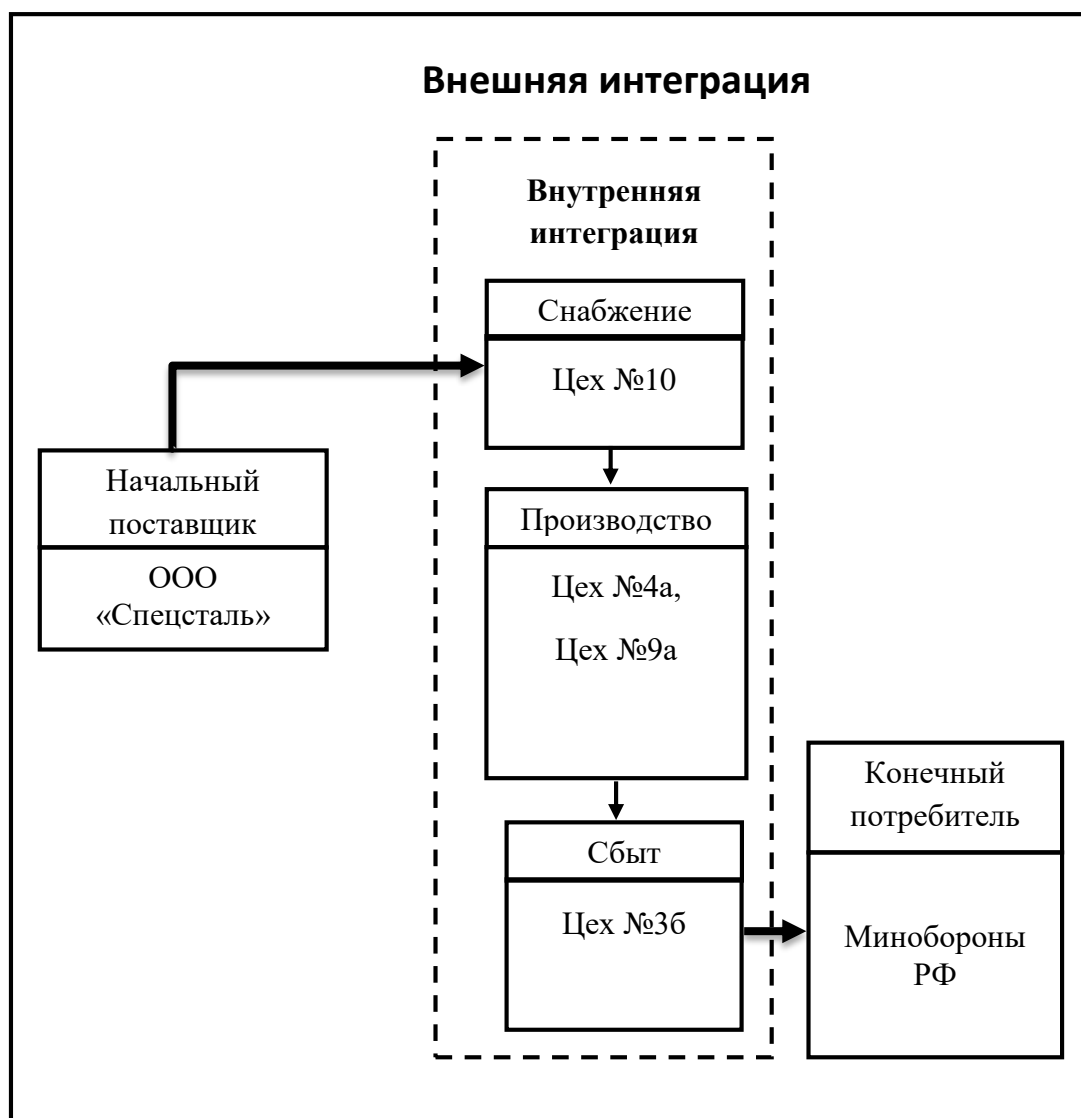 Внешняя интеграция
Внутренняя
интеграция
Снабжение
Цех №10
Начальный
поставщик
ООО
«Спецсталь»
Производство
Цех №4а,
Цех №9а
Сбыт
Цех №3б
Конечный
потребитель
Минобороны
РФ